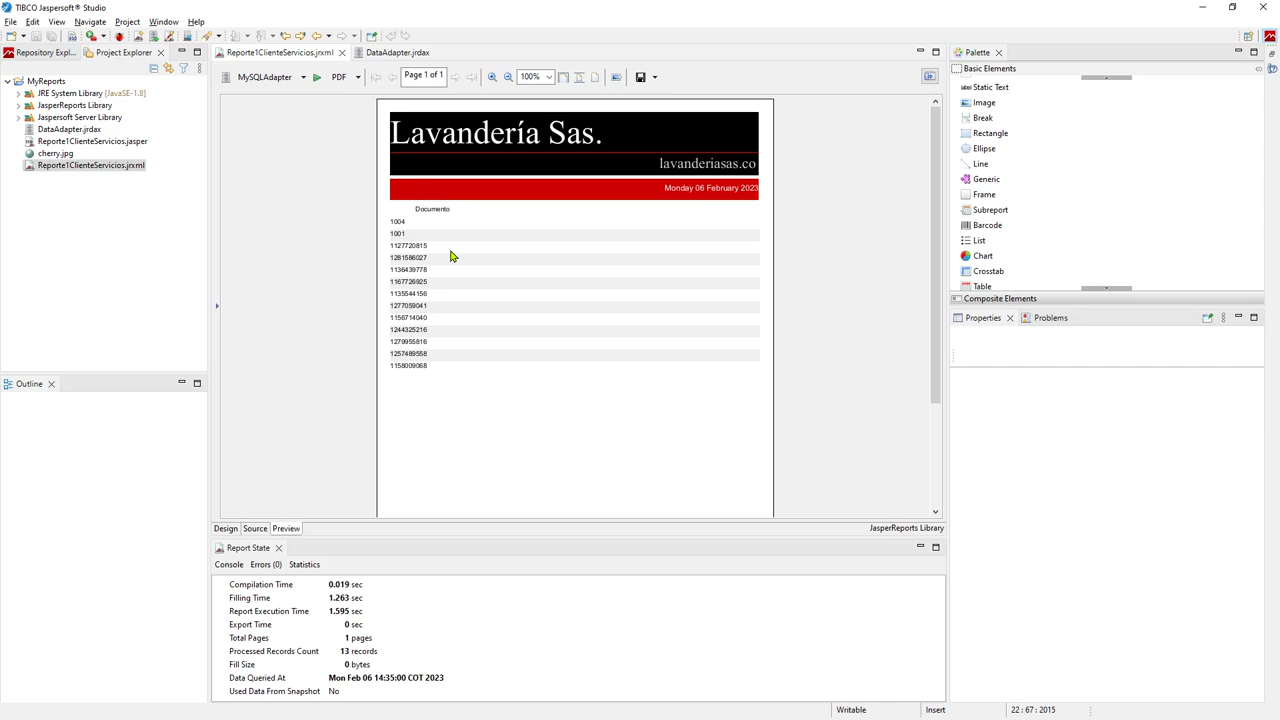 TIBCO Jaspersoft® Studio
File Edit View Navigate Project Window Help
Repository Expl... Project Explorer
Reporte1ClienteServicios.jrxml DataAdapter.jrdax
MyReports
JRE System Library [JavaSE-1.8]
JasperReports Library
Jaspersoft Server Library
DataAdapter.jrdax
Reporte1ClienteServicios.jasper
cherry.jpg
Reporte1ClienteServicios.jrxml
Outline
MySQLAdapter PDF Page 1 of 1 100%
Lavandería Sas.
lavanderiasas.co
Monday 06 February 2023
Documento
1004
1001
1127720815
1281586027
1136439778
1167726925
1135544156
1277059041
1156714040
1244325216
1279955816
1257489558
1158009068
Design Source Preview
JasperReports Library
Report State
Console Errors (0) Statistics
Compilation Time 0.019 sec
Filling Time 1.263 sec
Report Execution Time 1.595 sec
Export Time 0 sec
Total Pages 1 pages
Processed Records Count 13 records
Fill Size 0 bytes
Data Queried At Mon Feb 06 14:35:00 COT 2023
Used Data From Snapshot No
Palette
Basic Elements
Static Text
Image
Break
Rectangle
Ellipse
Line
Generic
Frame
Subreport
Barcode
List
Chart
Crosstab
Table
Composite Elements
Properties Problems
Writable Insert 22 : 67 : 2015